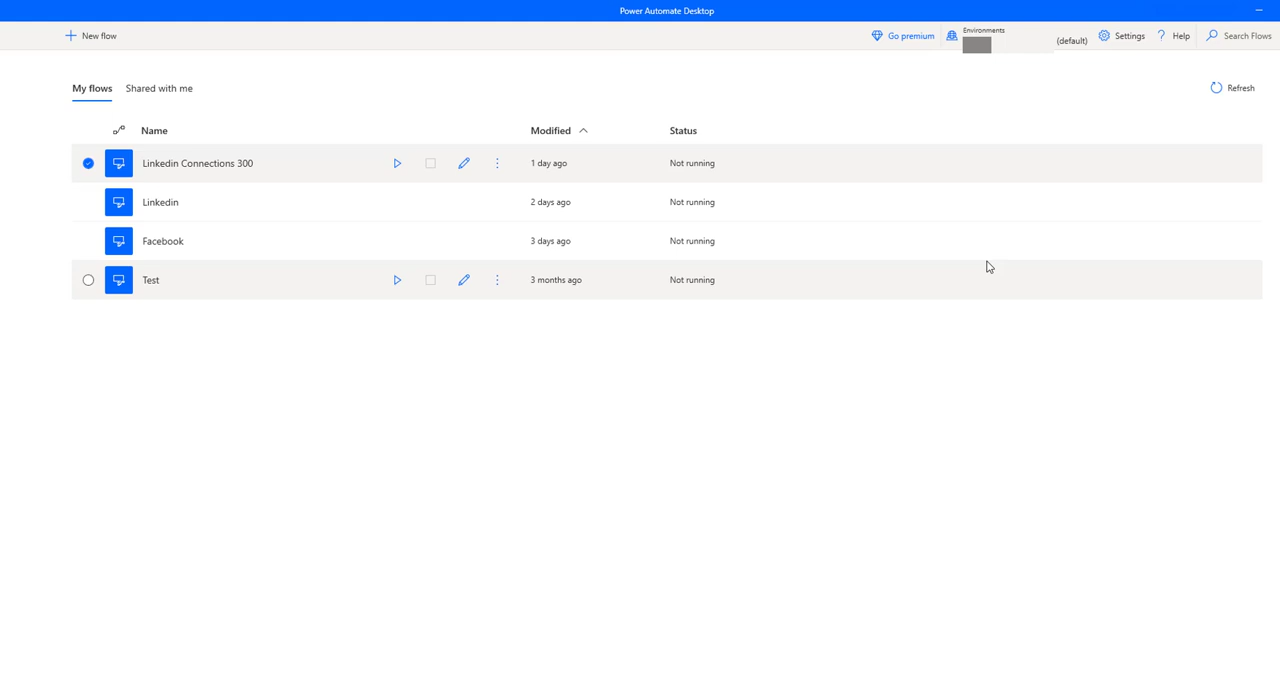 Power Automate Desktop
New flow
Go premium
Environments
(default)
Settings
? Help
Search Flows
My flows
Shared with me
Refresh
Name Modified Status
Linkedin Connections 300 1 day ago Not running
Linkedin 2 days ago Not running
Facebook 3 days ago Not running
Test 3 months ago Not running